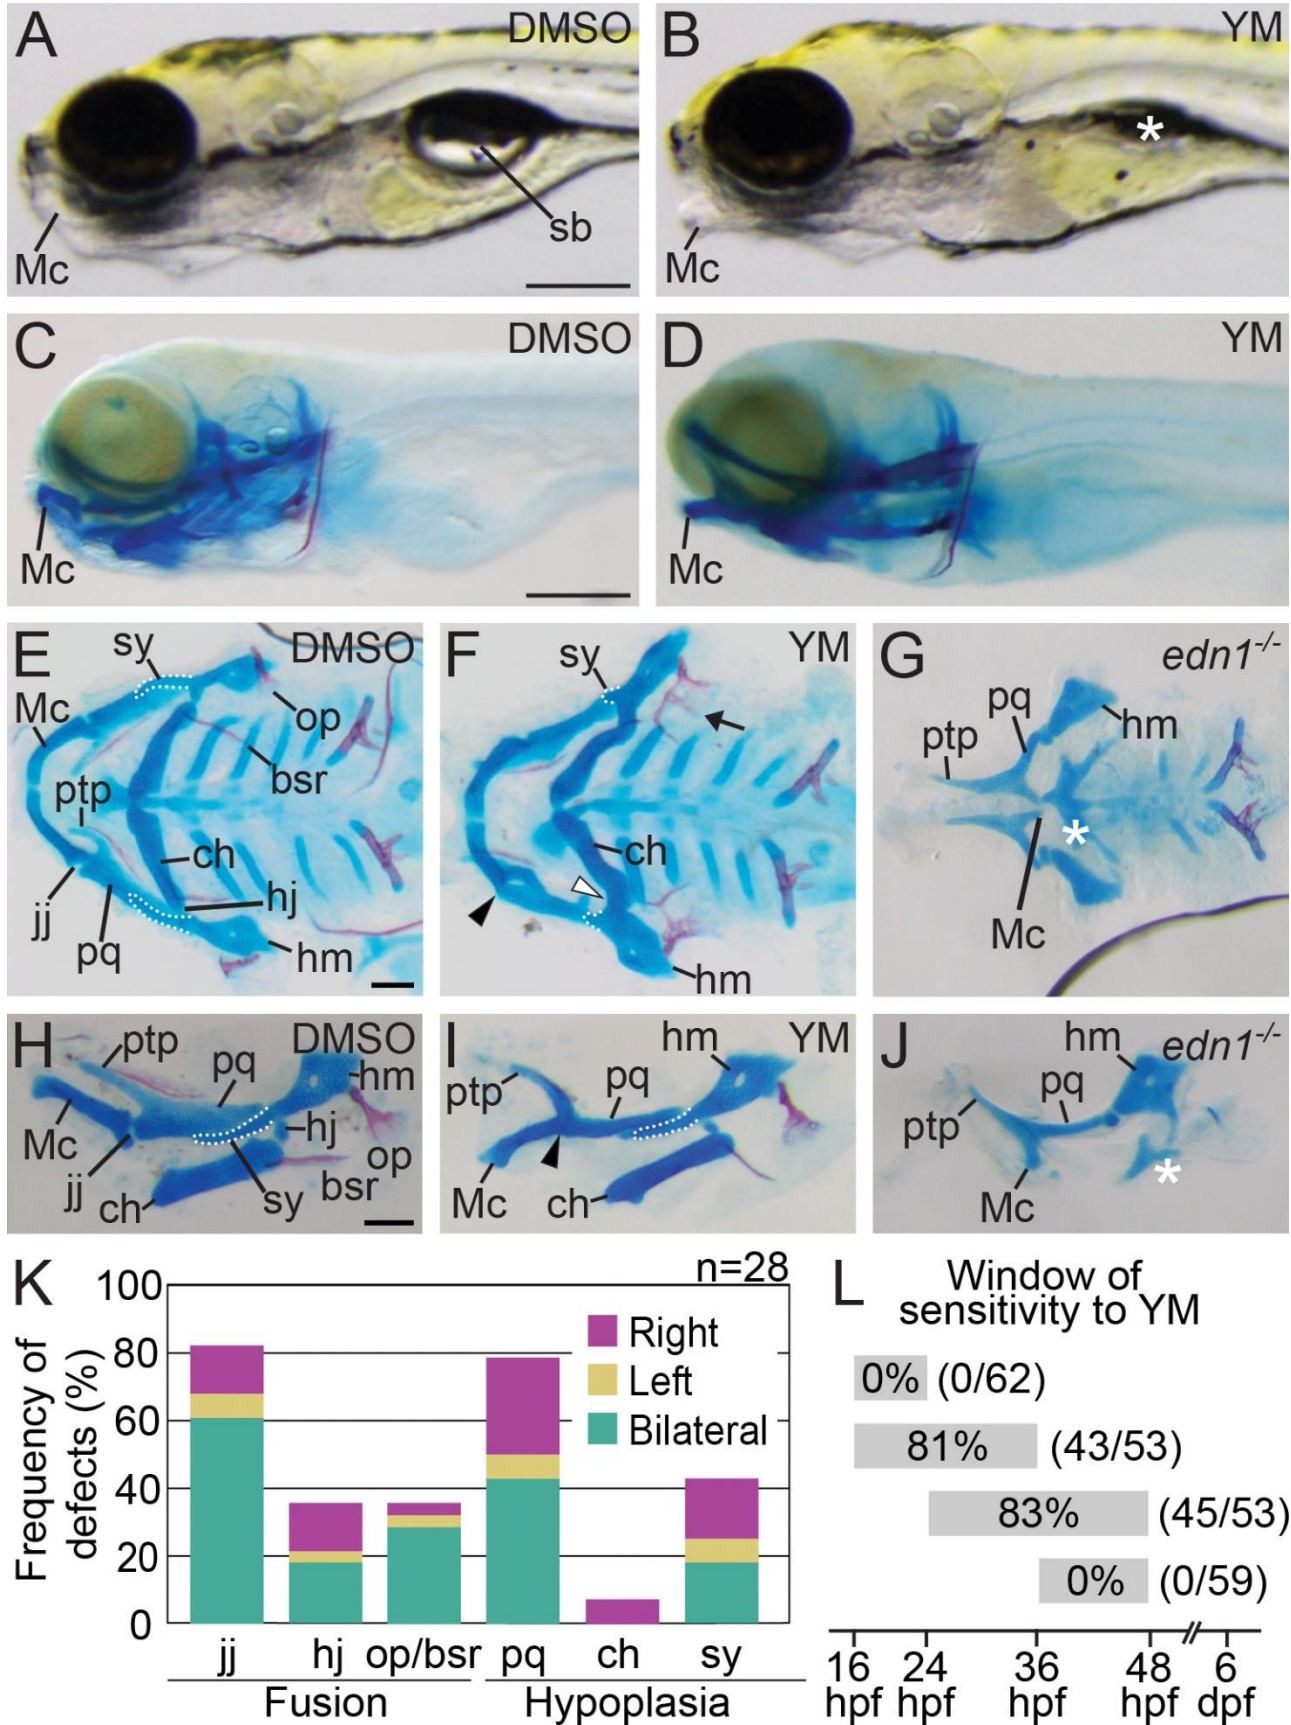 A DMSO
sb
Mc
B YM
*
Mc
C DMSO
Mc
D YM
Mc
E DMSO
sy
Mc
op
bsr
ptp
ch
hj
jj
pq
hm
F YM
sy
ch
hm
G edn1-/-
pq
hm
ptp
*
Mc
H DMSO
ptp
pq
hm
Mc
hj
op
jj
bsr
ch
sy
I YM
hm
ptp
pq
Mc
ch
J edn1-/-
hm
pq
ptp
*
Mc
K
n=28
Frequency of
defects (%)
100
80
60
40
20
0
Right
Left
Bilateral
jj hj op/bsr pq ch sy
Fusion Hypoplasia
L Window of
sensitivity to YM
0% (0/62)
81% (43/53)
83% (45/53)
0% (0/59)
16 24 36 48 6
hpf hpf hpf hpf dpf